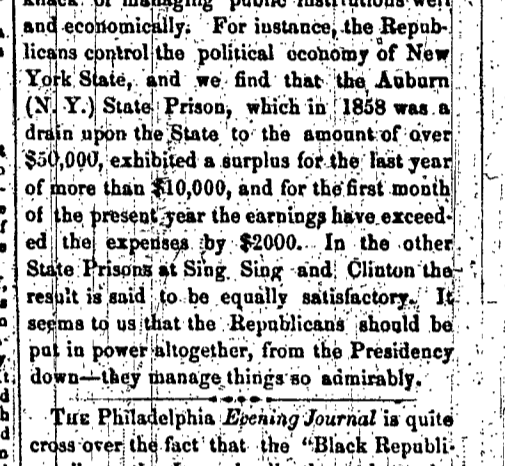 knack of managing public institutions well
and economically. For instance, the Repub-
licans control the political economy of New
York State, and we find that the Auburn
(N. Y.) State Prison, which in 1858 was a
drain upon the State to the amount of over
$50,000, exhibited a surplus for the last year
of more than $10,000, and for the first month
of the present year the earnings have exceed-
ed the expenses by $2000. In the other
State Prisons at Sing Sing and Clinton the
result is said to be equally satisfactory. It
seems to us that the Republicans should be
put in power altogether, from the Presidency
down—they manage things so admirably.
THE Philadelphia Evening Journal is quite
cross over the fact that the "Black Republi-